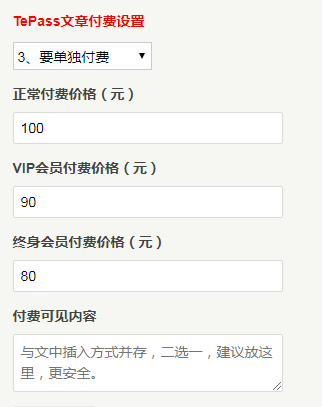 TePass文章付费设置
3、要单独付费
正常付费价格（元）
100
VIP会员付费价格（元）
90
终身会员付费价格（元）
80
付费可见内容
与文中插入方式并存，二选一，建议放这
里，更安全。